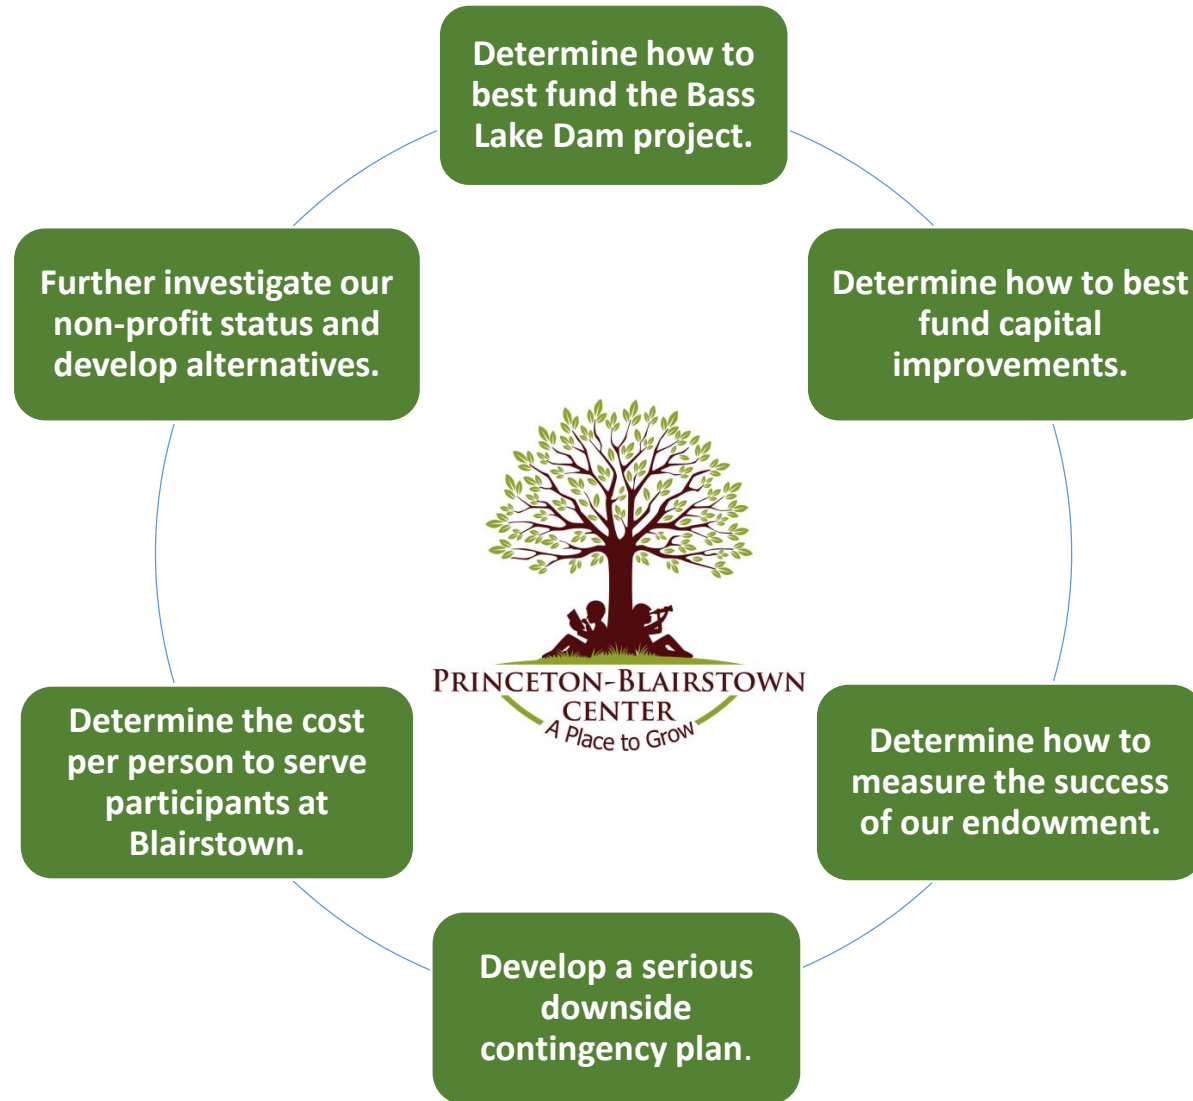 Determine how to
best fund the Bass
Lake Dam project.
Further investigate our
non-profit status and
develop alternatives.
Determine how to best
fund capital
improvements.
PRINCETON-BLAIRSTOWN
CENTER
A Place to Grow
Determine the cost
per person to serve
participants at
Blairstown.
Determine how to
measure the success
of our endowment.
Develop a serious
downside
contingency plan.